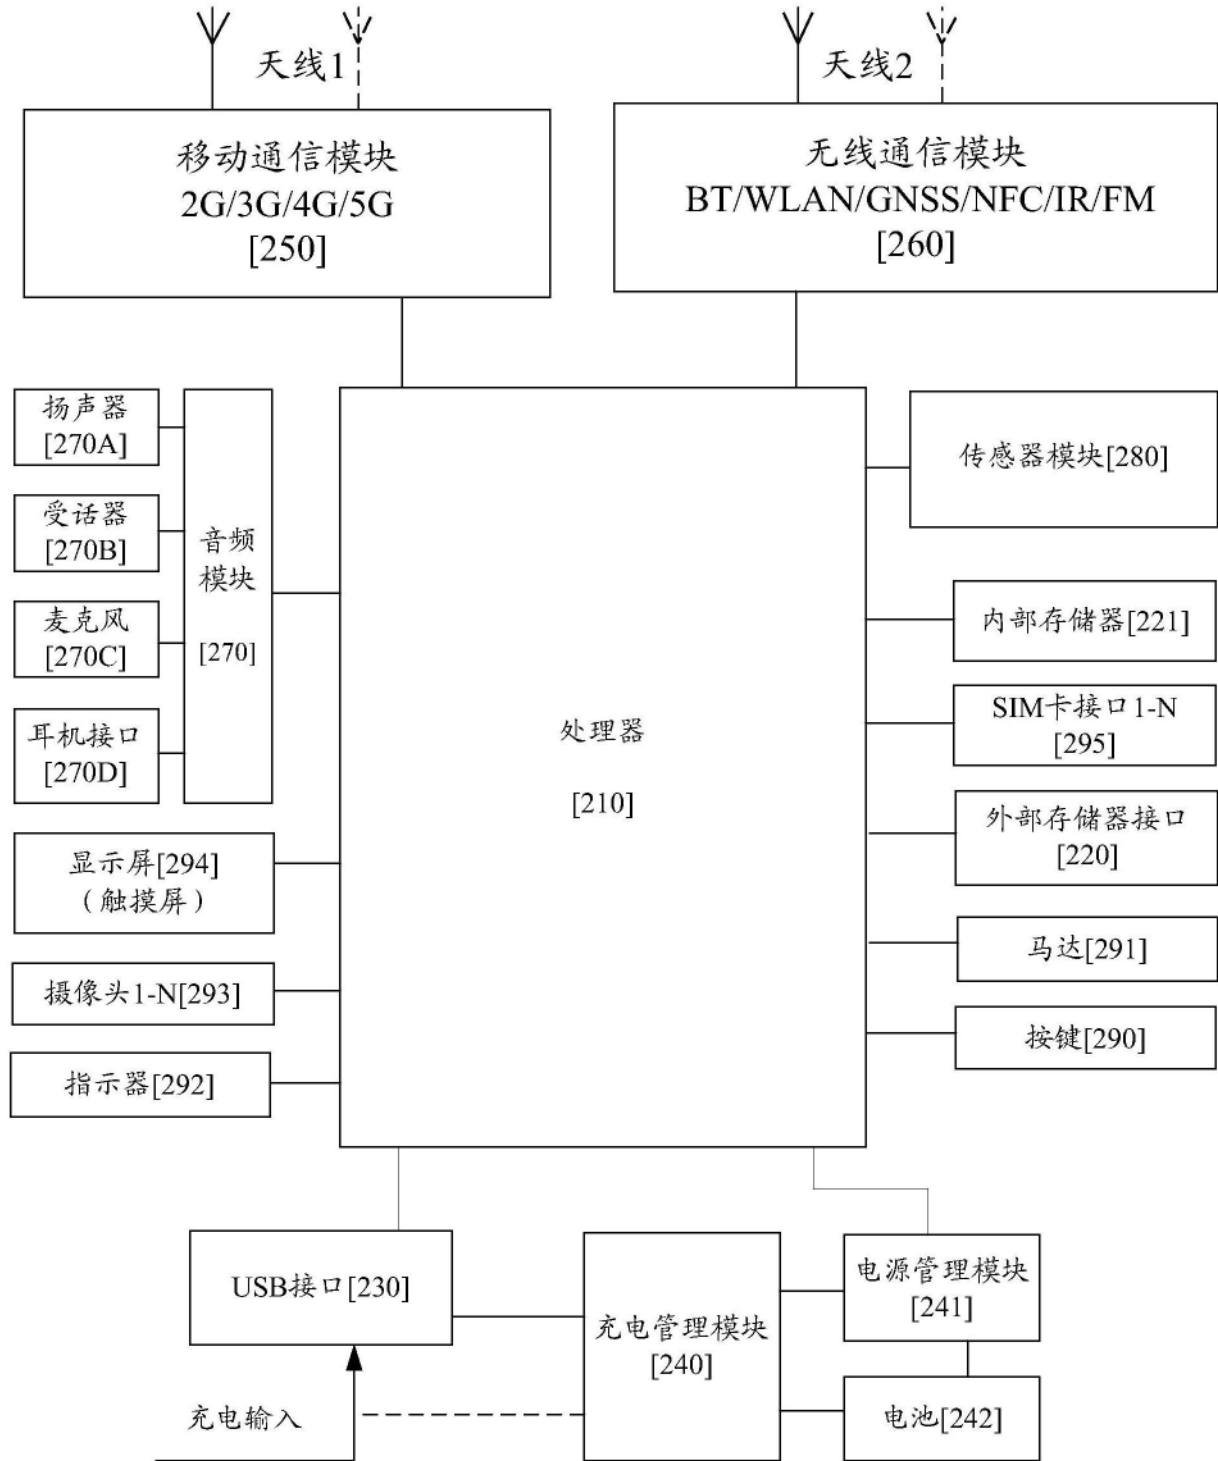 天线1
天线2
移动通信模块
2G/3G/4G/5G
[250]
无线通信模块
BT/WLAN/GNSS/NFC/IR/FM
[260]
扬声器
[270A]
受话器
[270B]
麦克风
[270C]
耳机接口
[270D]
音频
模块
[270]
显示屏[294]
（触摸屏）
摄像头1-N[293]
指示器[292]
处理器
[210]
传感器模块[280]
内部存储器[221]
SIM卡接口1-N
[295]
外部存储器接口
[220]
马达[291]
按键[290]
USB接口[230]
充电管理模块
[240]
电源管理模块
[241]
电池[242]
充电输入